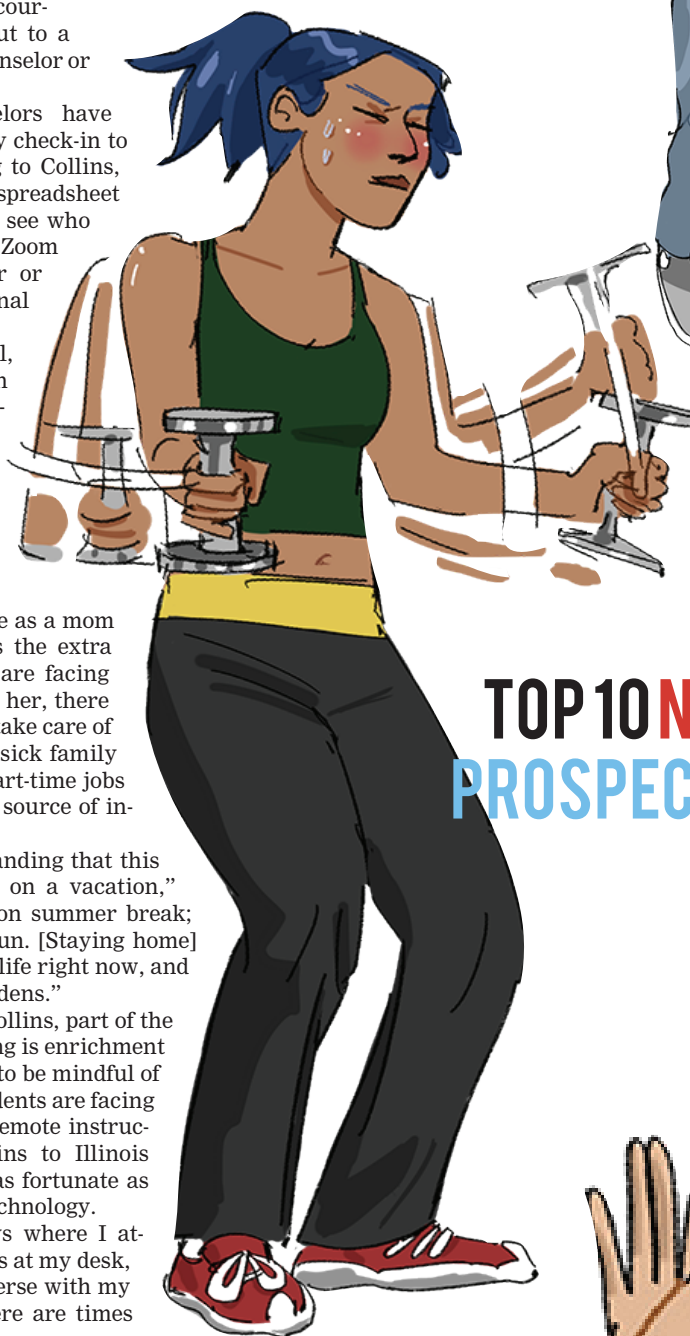 cour-
ut to a
nselor or
elors have
y check-in to
g to Collins,
spreadsheet
see who
Zoom
r or
nal
l,
n
-
e as a mom
s the extra
are facing
her, there
take care of
sick family
art-time jobs
source of in-
anding that this
on a vacation,”
on summer break;
un. [Staying home]
life right now, and
dens.”
ollins, part of the
ng is enrichment
to be mindful of
dents are facing
emote instruc-
ins to Illinois
as fortunate as
chnology.
ys where I at-
s at my desk,
erse with my
ere are times
TOP 10 N
PROSPEC